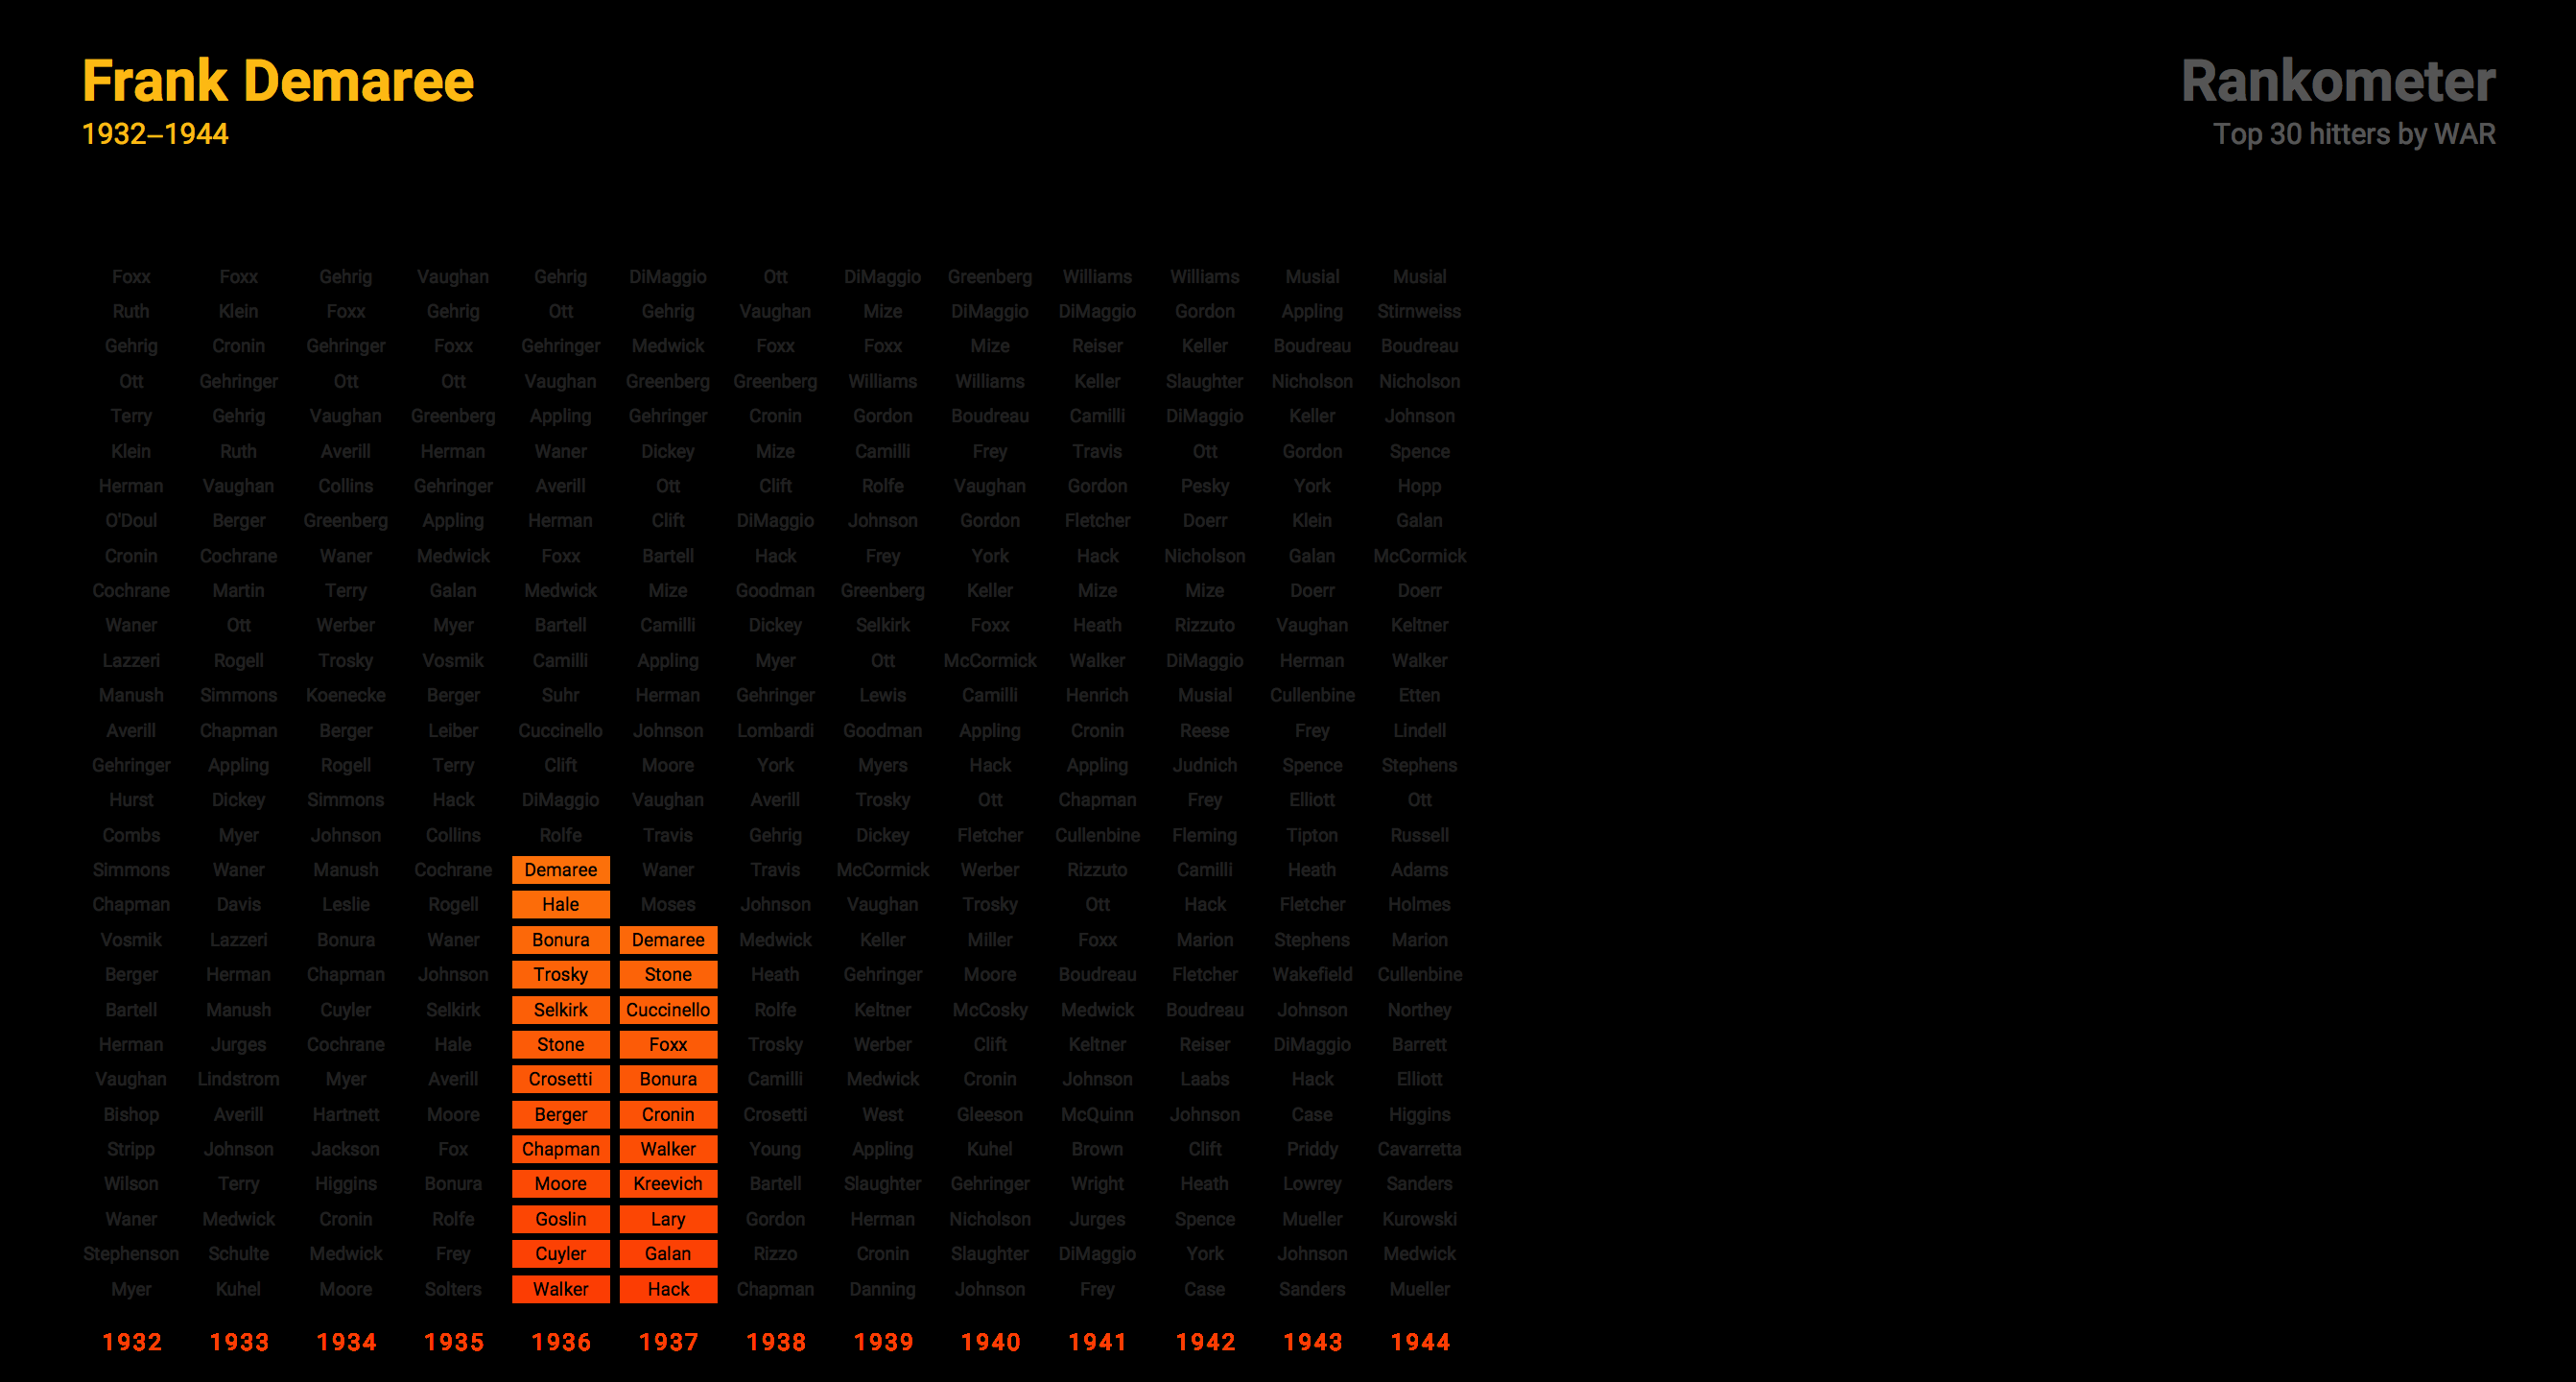 Frank Demaree
1932–1944
Rankometer
Top 30 hitters by WAR
Foxx Foxx Gehrig Vaughan Gehrig DiMaggio Ott DiMaggio Greenberg Williams Williams Musial Musial
Ruth Klein Foxx Gehrig Ott Gehrig Vaughan Mize DiMaggio DiMaggio Gordon Appling Stirnweiss
Gehrig Cronin Gehringer Foxx Gehringer Medwick Foxx Foxx Mize Reiser Keller Boudreau Boudreau
Ott Gehringer Ott Ott Vaughan Greenberg Greenberg Williams Williams Keller Slaughter Nicholson Nicholson
Terry Gehrig Vaughan Greenberg Appling Gehringer Cronin Gordon Boudreau Camilli DiMaggio Keller Johnson
Klein Ruth Averill Herman Waner Dickey Mize Camilli Frey Travis Ott Gordon Spence
Herman Vaughan Collins Gehringer Averill Ott Clift Rolfe Vaughan Gordon Pesky York Hopp
O'Doul Berger Greenberg Appling Herman Clift DiMaggio Johnson Gordon Fletcher Doerr Klein Galan
Cronin Cochrane Waner Medwick Foxx Bartell Hack Frey York Hack Nicholson Galan McCormick
Cochrane Martin Terry Galan Medwick Mize Goodman Greenberg Keller Mize Mize Doerr Doerr
Waner Ott Werber Myer Bartell Camilli Dickey Selkirk Foxx Heath Rizzuto Vaughan Keltner
Lazzeri Rogell Trosky Vosmik Camilli Appling Myer Ott McCormick Walker DiMaggio Herman Walker
Manush Simmons Koenecke Berger Suhr Herman Gehringer Lewis Camilli Henrich Musial Cullenbine Etten
Averill Chapman Berger Leiber Cuccinello Johnson Lombardi Goodman Appling Cronin Reese Frey Lindell
Gehringer Appling Rogell Terry Clift Moore York Myers Hack Appling Judnich Spence Stephens
Hurst Dickey Simmons Hack DiMaggio Vaughan Averill Trosky Ott Chapman Frey Elliott Ott
Combs Myer Johnson Collins Rolfe Travis Gehrig Dickey Fletcher Cullenbine Fleming Tipton Russell
Simmons Waner Manush Cochrane Demaree Waner Travis McCormick Werber Rizzuto Camilli Heath Adams
Chapman Davis Leslie Rogell Hale Moses Johnson Vaughan Trosky Ott Hack Fletcher Holmes
Vosmik Lazzeri Bonura Waner Bonura Demaree Medwick Keller Miller Foxx Marion Stephens Marion
Berger Herman Chapman Johnson Trosky Stone Heath Gehringer Moore Boudreau Fletcher Wakefield Cullenbine
Bartell Manush Cuyler Selkirk Selkirk Cuccinello Rolfe Keltner McCosky Medwick Boudreau Johnson Northey
Herman Jurges Cochrane Hale Stone Foxx Trosky Werber Clift Keltner Reiser DiMaggio Barrett
Vaughan Lindstrom Myer Averill Crosetti Bonura Camilli Medwick Cronin Johnson Laabs Hack Elliott
Bishop Averill Hartnett Moore Berger Cronin Crosetti West Gleeson McQuinn Johnson Case Higgins
Stripp Johnson Jackson Fox Chapman Walker Young Appling Kuhel Brown Clift Priddy Cavarretta
Wilson Terry Higgins Bonura Moore Kreevich Bartell Slaughter Gehringer Wright Heath Lowrey Sanders
Waner Medwick Cronin Rolfe Goslin Lary Gordon Herman Nicholson Jurges Spence Mueller Kurowski
Stephenson Schulte Medwick Frey Cuyler Galan Rizzo Cronin Slaughter DiMaggio York Johnson Medwick
Myer Kuhel Moore Solters Walker Hack Chapman Danning Johnson Frey Case Sanders Mueller
1932 1933 1934 1935 1936 1937 1938 1939 1940 1941 1942 1943 1944